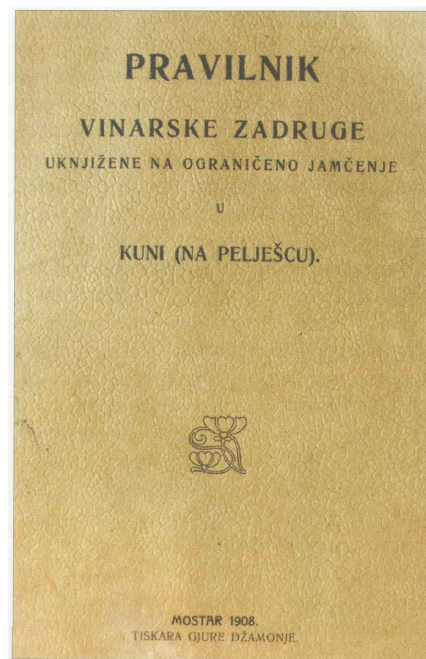 PRAVILNIK
VINARSKE ZADRUGE
UKNJIŽENE NA OGRANIČENO JAMČENJE
U
KUNI (NA PELJEŠCU).
MOSTAR 1908.
TISKARA GJURE DŽAMONJE.